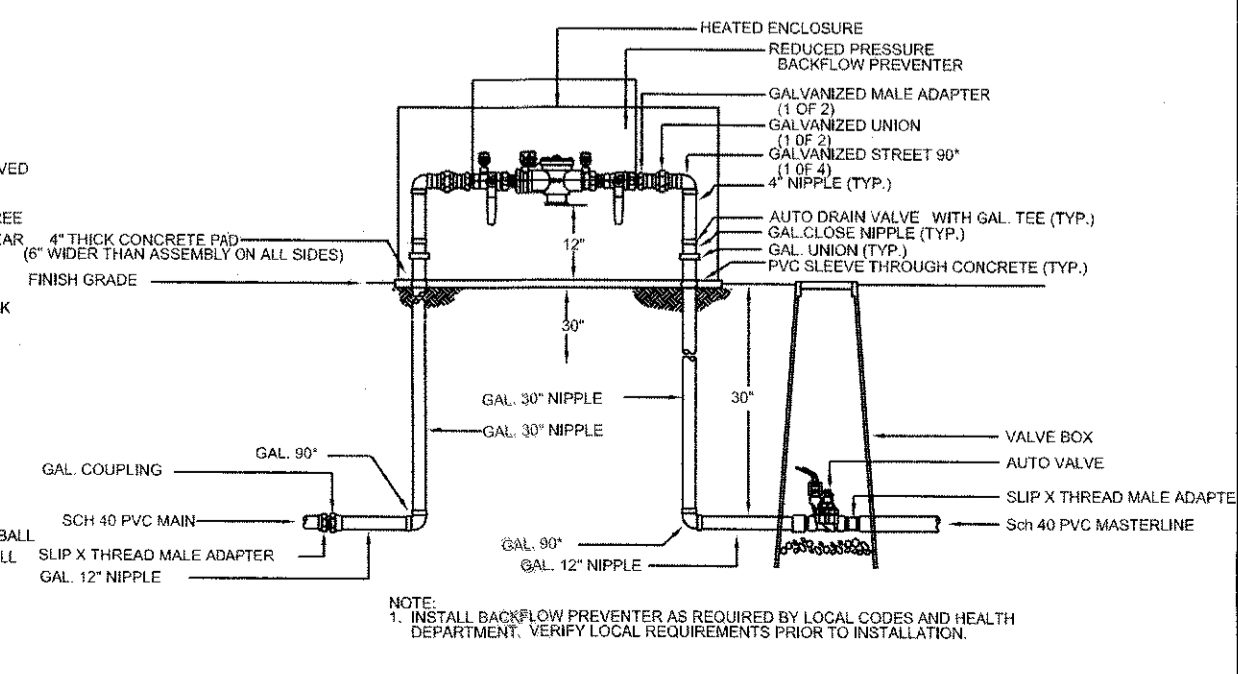 HEATED ENCLOSURE
REDUCED PRESSURE
BACKFLOW PREVENTER
GALVANIZED MALE ADAPTER
(1 OF 2)
GALVANIZED UNION
(1 0F 2)
GALVANIZED STREET 90*
(1 OF 4)
4" NIPPLE (TYP.)
AUTO DRAIN VALVE WITH GAL. TEE (TYP.)
GAL.CLOSE NIPPLE (TYP.)
GAL. UNION (TYP.)
PVC SLEEVE THROUGH CONCRETE (TYP.)
VED
REE
4" THICK CONCRETE PAD
(6" WIDER THAN ASSEMBLY ON ALL SIDES)
FINISH GRADE
K
12"
30"
30"
GAL. 30" NIPPLE
GAL. 30" NIPPLE
GAL. 90*
GAL. COUPLING
SCH 40 PVC MAIN
BALL
LL
SLIP X THREAD MALE ADAPTER
GAL. 12" NIPPLE
GAL. 90*
GAL. 12" NIPPLE
VALVE BOX
AUTO VALVE
SLIP X THREAD MALE ADAPTE
Sch 40 PVC MASTERLINE
NOTE:
1. INSTALL BACKFLOW PREVENTER AS REQUIRED BY LOCAL CODES AND HEALTH
DEPARTMENT. VERIFY LOCAL REQUIREMENTS PRIOR TO INSTALLATION.